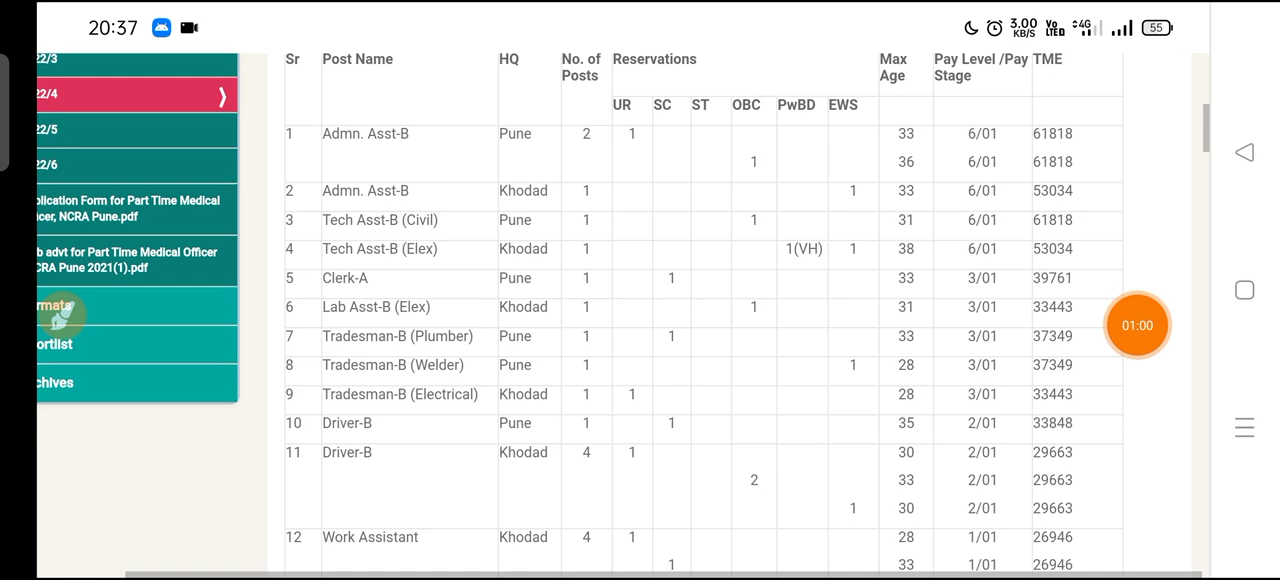 20:37
3.00 KB/S Vo LTED 4G 55
22/3
22/4
22/5
22/6
plication Form for Part Time Medical
icer, NCRA Pune.pdf
b advt for Part Time Medical Officer
CRA Pune 2021(1).pdf
rmats
ortlist
chives
Sr Post Name HQ No. of Posts Reservations Max Age Pay Level /Pay Stage TME
UR SC ST OBC PwBD EWS
1 Admn. Asst-B Pune 2 1 33 6/01 61818
1 36 6/01 61818
2 Admn. Asst-B Khodad 1 1 33 6/01 53034
3 Tech Asst-B (Civil) Pune 1 1 31 6/01 61818
4 Tech Asst-B (Elex) Khodad 1 1(VH) 1 38 6/01 53034
5 Clerk-A Pune 1 1 33 3/01 39761
6 Lab Asst-B (Elex) Khodad 1 1 31 3/01 33443
7 Tradesman-B (Plumber) Pune 1 1 33 3/01 37349
8 Tradesman-B (Welder) Pune 1 1 28 3/01 37349
9 Tradesman-B (Electrical) Khodad 1 1 28 3/01 33443
10 Driver-B Pune 1 1 35 2/01 33848
11 Driver-B Khodad 4 1 30 2/01 29663
2 33 2/01 29663
1 30 2/01 29663
12 Work Assistant Khodad 4 1 28 1/01 26946
1 33 1/01 26946
01:00